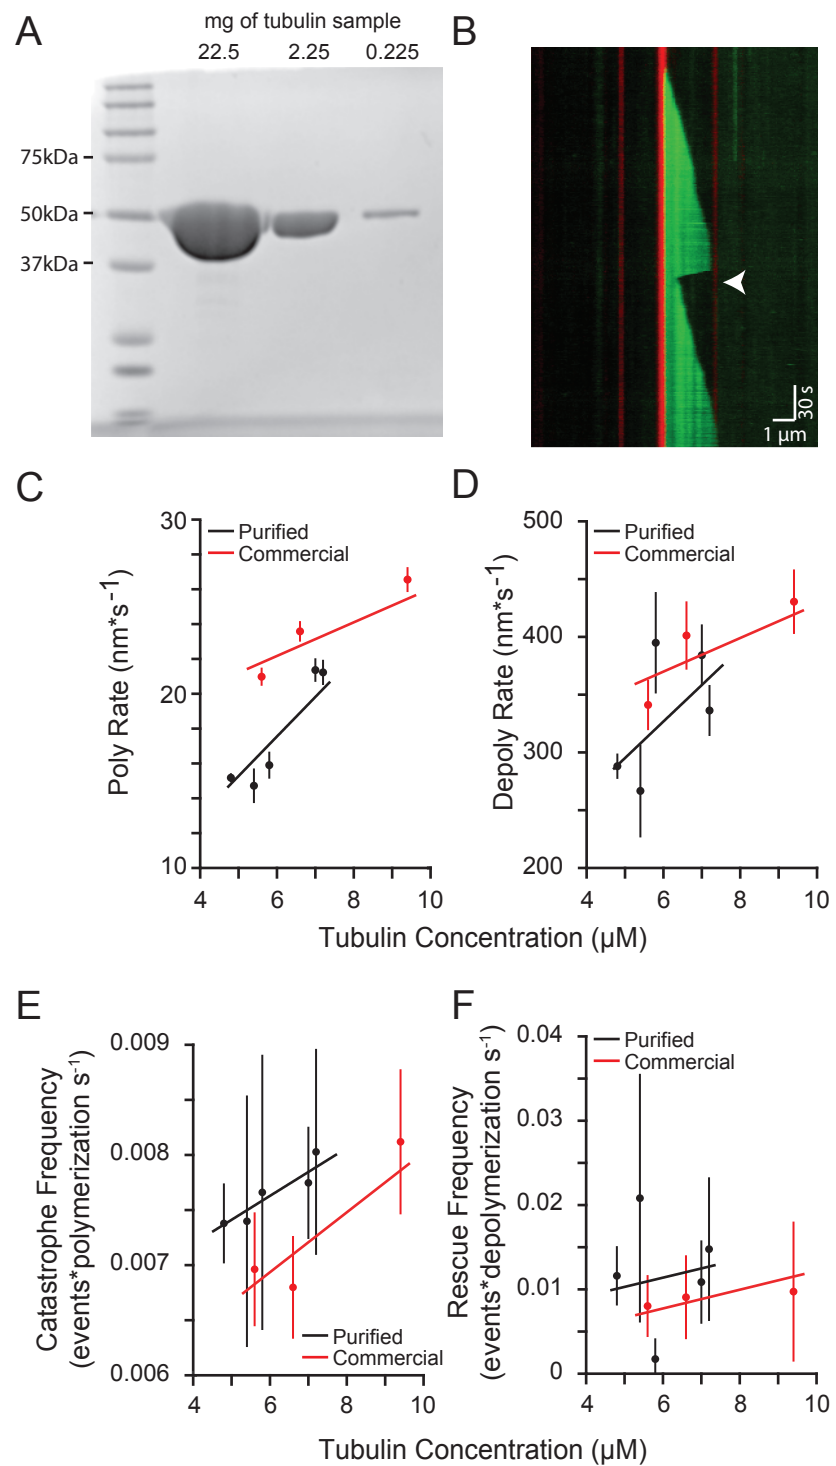 A
mg of tubulin sample
22.5 2.25 0.225
75kDa
50kDa
37kDa
B
30 s
1 µm
C
Poly Rate (nm*s⁻¹)
30
20
10
Purified
Commercial
4 6 8 10
D
Depoly Rate (nm*s⁻¹)
500
400
300
200
Purified
Commercial
4 6 8 10
Tubulin Concentration (µM)
E
Catastrophe Frequency
(events*polymerization s⁻¹)
0.009
0.008
0.007
0.006
Purified
Commercial
4 6 8 10
F
Rescue Frequency
(events*depolymerization s⁻¹)
0.04
0.03
0.02
0.01
0
Purified
Commercial
4 6 8 10
Tubulin Concentration (µM)